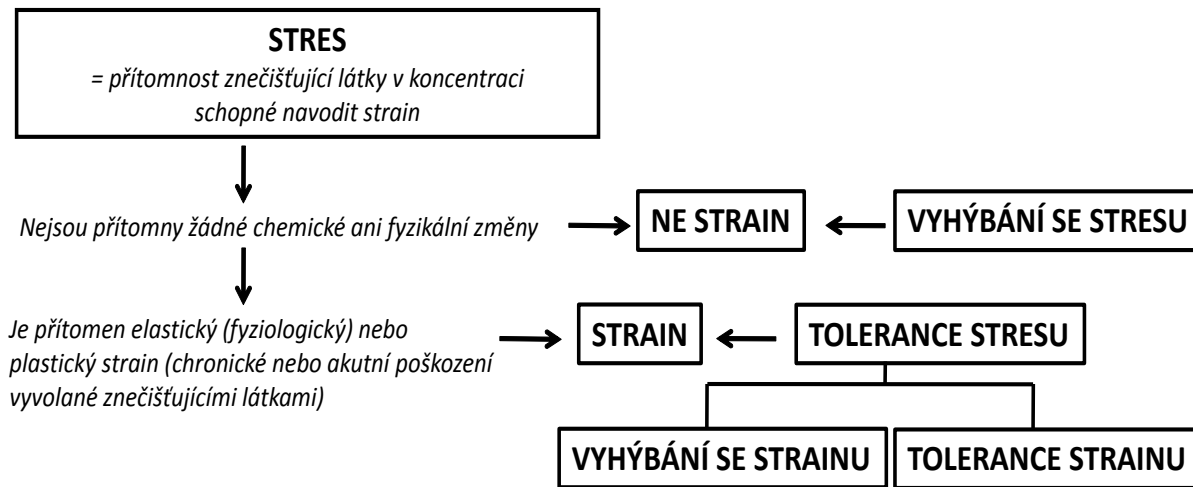 STRES
= přítomnost znečišťující látky v koncentraci
schopné navodit strain
Nejsou přítomny žádné chemické ani fyzikální změny
NE STRAIN
VYHÝBÁNÍ SE STRESU
Je přítomen elastický (fyziologický) nebo
plastický strain (chronické nebo akutní poškození
vyvolané znečišťujícími látkami)
STRAIN
TOLERANCE STRESU
VYHÝBÁNÍ SE STRAINU
TOLERANCE STRAINU